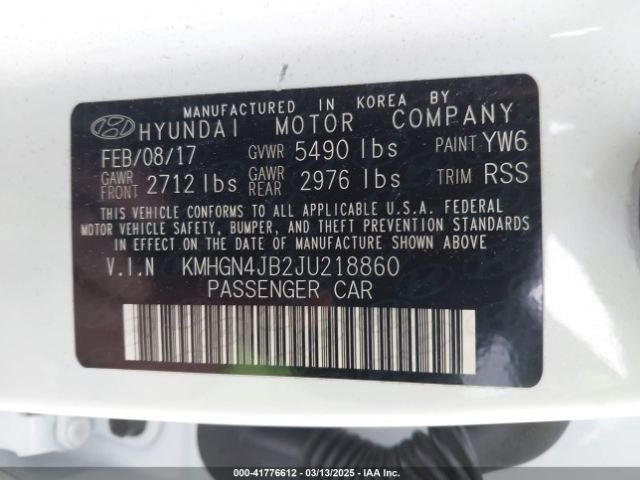 MANUFACTURED IN KOREA BY
HYUNDAI MOTOR COMPANY
FEB/08/17 GVWR 5490 lbs PAINT YW6
GAWR FRONT 2712 lbs GAWR REAR 2976 lbs TRIM RSS
THIS VEHICLE CONFORMS TO ALL APPLICABLE U.S.A. FEDERAL
MOTOR VEHICLE SAFETY, BUMPER, AND THEFT PREVENTION STANDARDS
IN EFFECT ON THE DATE OF MANUFACTURE SHOWN ABOVE
V.I.N KMHGN4JB2JU218860
PASSENGER CAR
000-41776612 | 03/13/2025 | IAA Inc.